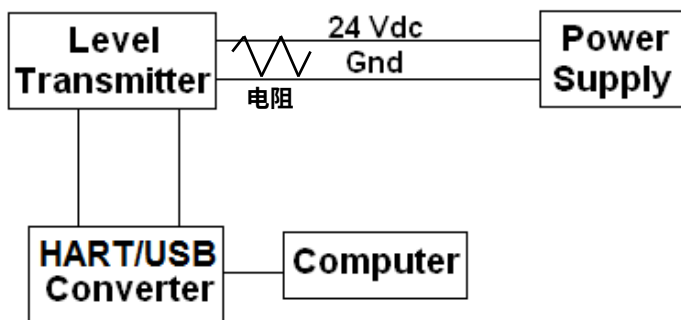 Level
Transmitter
24 Vdc
Gnd
电阻
Power
Supply
HART/USB
Converter
Computer